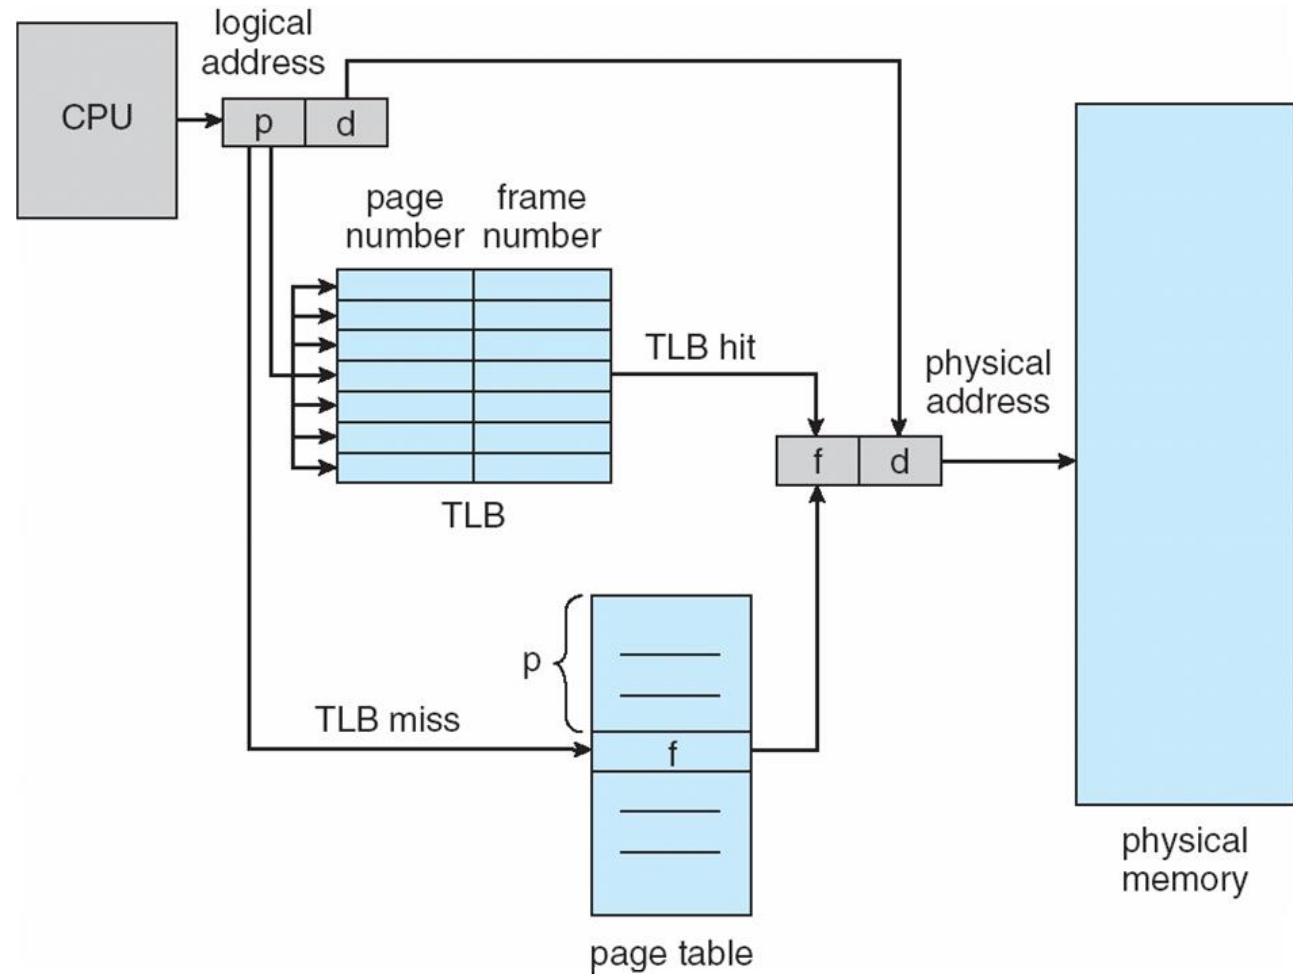 logical
address
CPU
p
d
page
number
frame
number
TLB hit
physical
address
f
d
TLB
p
TLB miss
f
physical
memory
page table